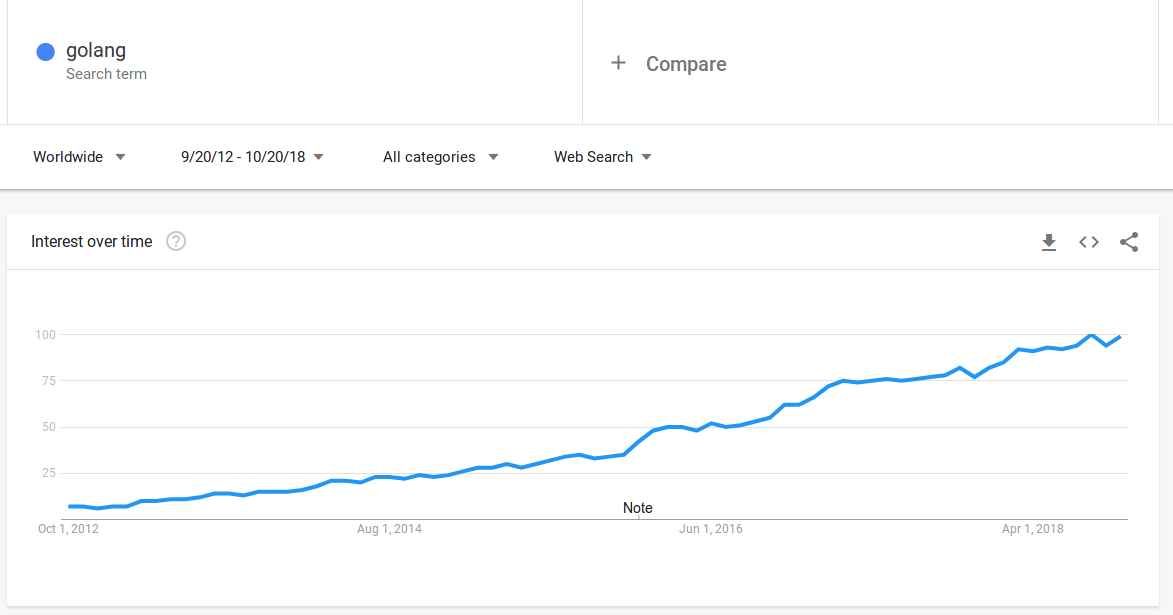 golang
Search term
+ Compare
Worldwide 9/20/12 - 10/20/18 All categories Web Search
Interest over time ?
100
75
50
25
Note
Oct 1, 2012 Aug 1, 2014 Jun 1, 2016 Apr 1, 2018